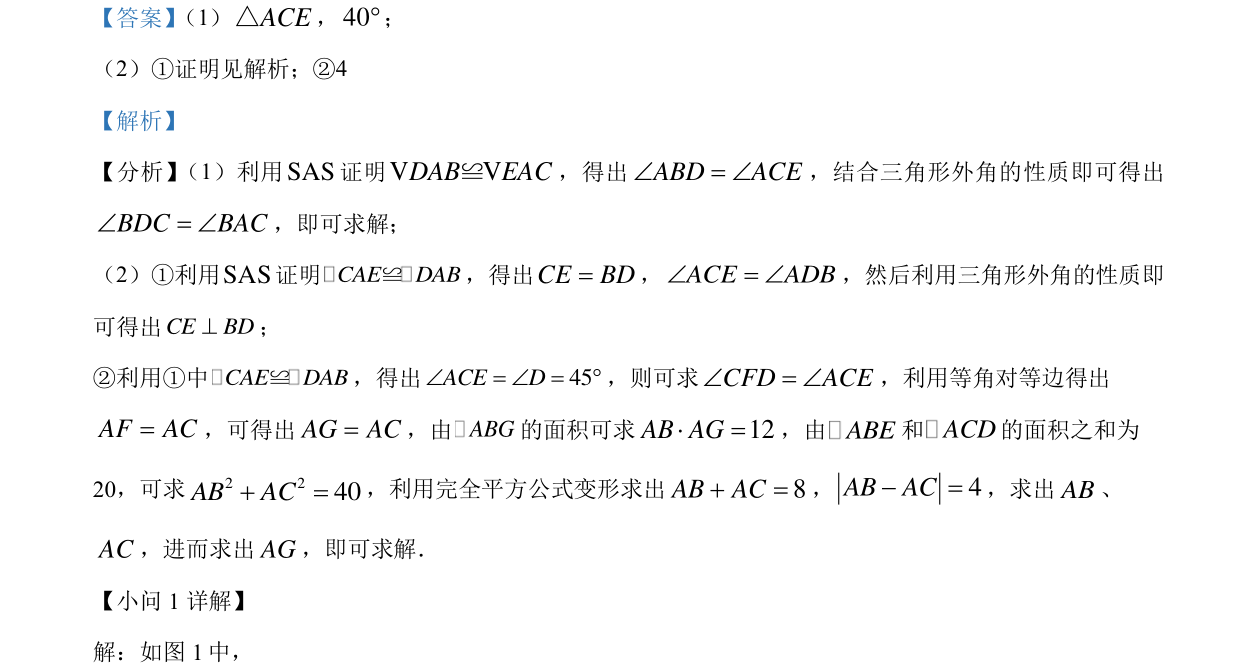 【答案】（1）△ACE，40°；
（2）①证明见解析；②4
【解析】
【分析】（1）利用SAS证明VDAB≌VEAC，得出∠ABD=∠ACE，结合三角形外角的性质即可得出
∠BDC=∠BAC，即可求解；
（2）①利用SAS证明□CAE≌□DAB，得出CE=BD，∠ACE=∠ADB，然后利用三角形外角的性质即
可得出CE⊥BD；
②利用①中□CAE≌□DAB，得出∠ACE=∠D=45°，则可求∠CFD=∠ACE，利用等角对等边得出
AF=AC，可得出AG=AC，由□ABG的面积可求AB·AG=12，由□ABE和□ACD的面积之和为
20，可求AB²+AC²=40，利用完全平方公式变形求出AB+AC=8，|AB−AC|=4，求出AB、
AC，进而求出AG，即可求解．
【小问1详解】
解：如图1中，